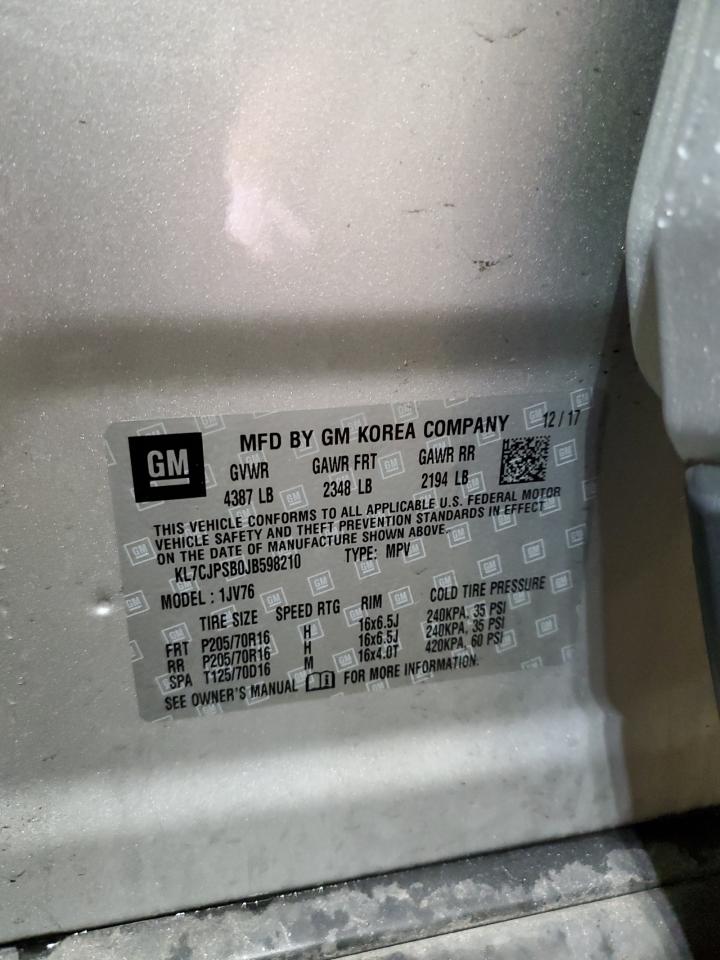 GM
MFD BY GM KOREA COMPANY 12 / 17
GVWR GAWR FRT GAWR RR
4387 LB 2348 LB 2194 LB
THIS VEHICLE CONFORMS TO ALL APPLICABLE U.S. FEDERAL MOTOR
VEHICLE SAFETY AND THEFT PREVENTION STANDARDS IN EFFECT
ON THE DATE OF MANUFACTURE SHOWN ABOVE.
KL7CJPSB0JB598210 TYPE: MPV
MODEL : 1JV76
TIRE SIZE SPEED RTG RIM COLD TIRE PRESSURE
FRT P205/70R16 H 16x6.5J 240KPA, 35 PSI
RR P205/70R16 H 16x6.5J 240KPA, 35 PSI
SPA T125/70D16 M 16x4.0T 420KPA, 60 PSI
SEE OWNER'S MANUAL FOR MORE INFORMATION.